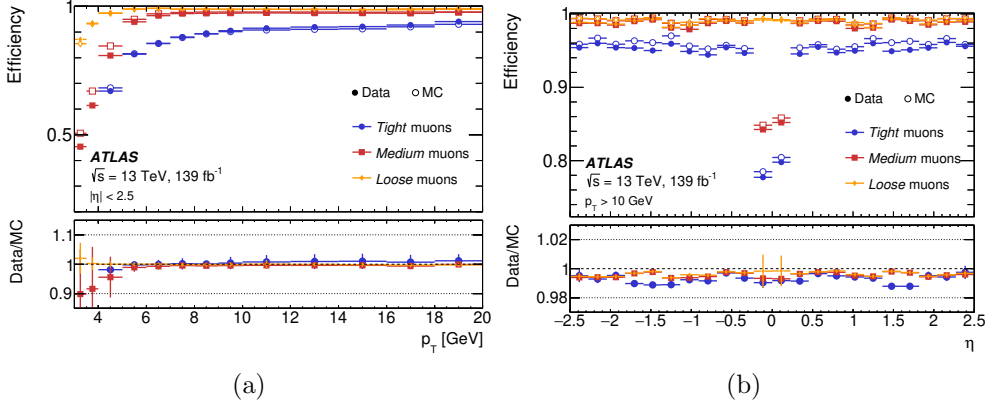 Efficiency
1
0.5
Data MC
Tight muons
Medium muons
Loose muons
ATLAS
√s = 13 TeV, 139 fb⁻¹
|η| < 2.5
Data/MC
1.1
1
0.9
4 6 8 10 12 14 16 18 20
p_T [GeV]
(a)
Efficiency
1
0.9
0.8
Data MC
Tight muons
Medium muons
Loose muons
ATLAS
√s = 13 TeV, 139 fb⁻¹
p_T > 10 GeV
Data/MC
1.02
1
0.98
−2.5 −2 −1.5 −1 −0.5 0 0.5 1 1.5 2 2.5
η
(b)